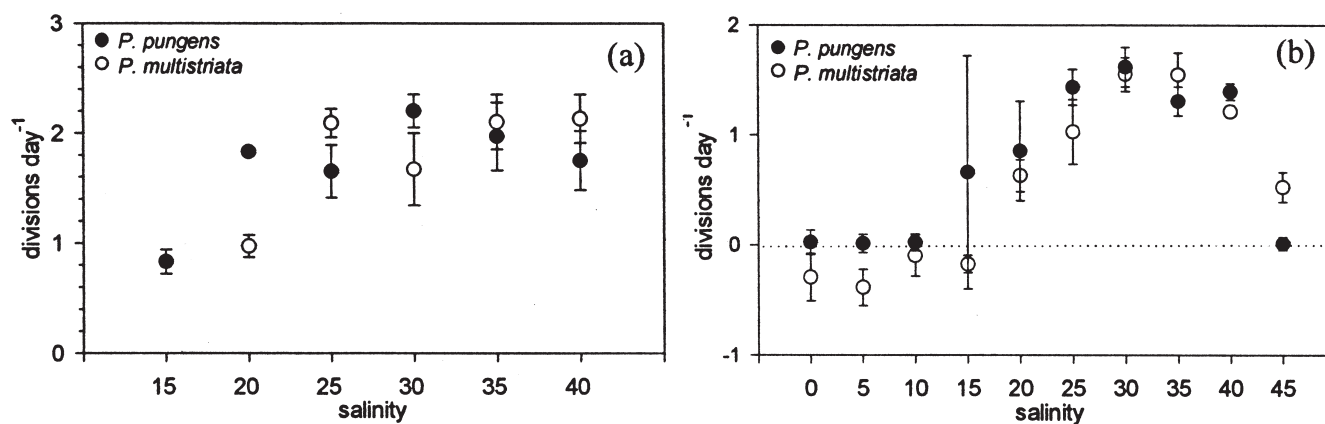 3
2
1
0
divisions day-1
P. pungens
P. multistriata
(a)
15 20 25 30 35 40
salinity
2
1
0
-1
divisions day-1
P. pungens
P. multistriata
(b)
0 5 10 15 20 25 30 35 40 45
salinity